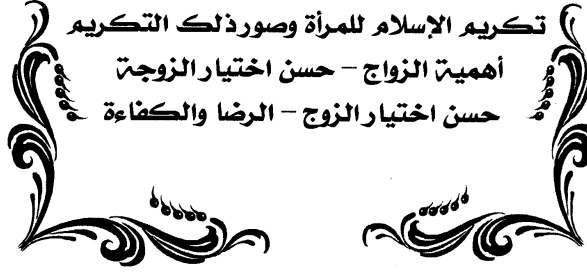 تكريم الإسلام للمرأة وصور ذلك التكريم
أهمية الزواج – حسن اختيار الزوجة
حسن اختيار الزوج – الرضا والكفاءة